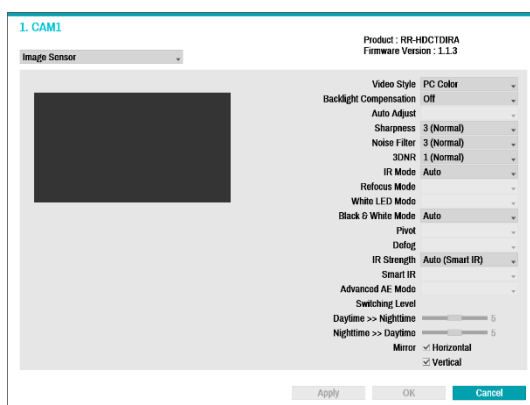 1. CAM1
Product : RR-HDCTDIRA
Firmware Version : 1.1.3
Image Sensor
Video Style PC Color
Backlight Compensation Off
Auto Adjust
Sharpness 3 (Normal)
Noise Filter 3 (Normal)
3DNR 1 (Normal)
IR Mode Auto
Refocus Mode
White LED Mode
Black & White Mode Auto
Pivot
Defog
IR Strength Auto (Smart IR)
Smart IR
Advanced AE Mode
Switching Level
Daytime >> Nighttime 5
Nighttime >> Daytime 5
Mirror Horizontal
Vertical
Apply OK Cancel